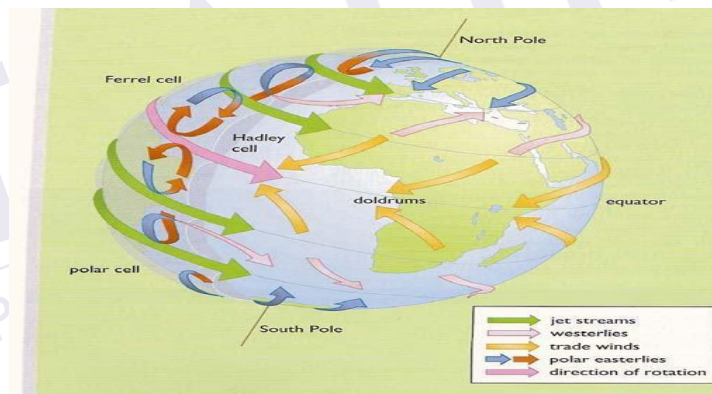 North Pole
Ferrel cell
Hadley
cell
doldrums
equator
polar cell
South Pole
jet streams
westerlies
trade winds
polar easterlies
direction of rotation